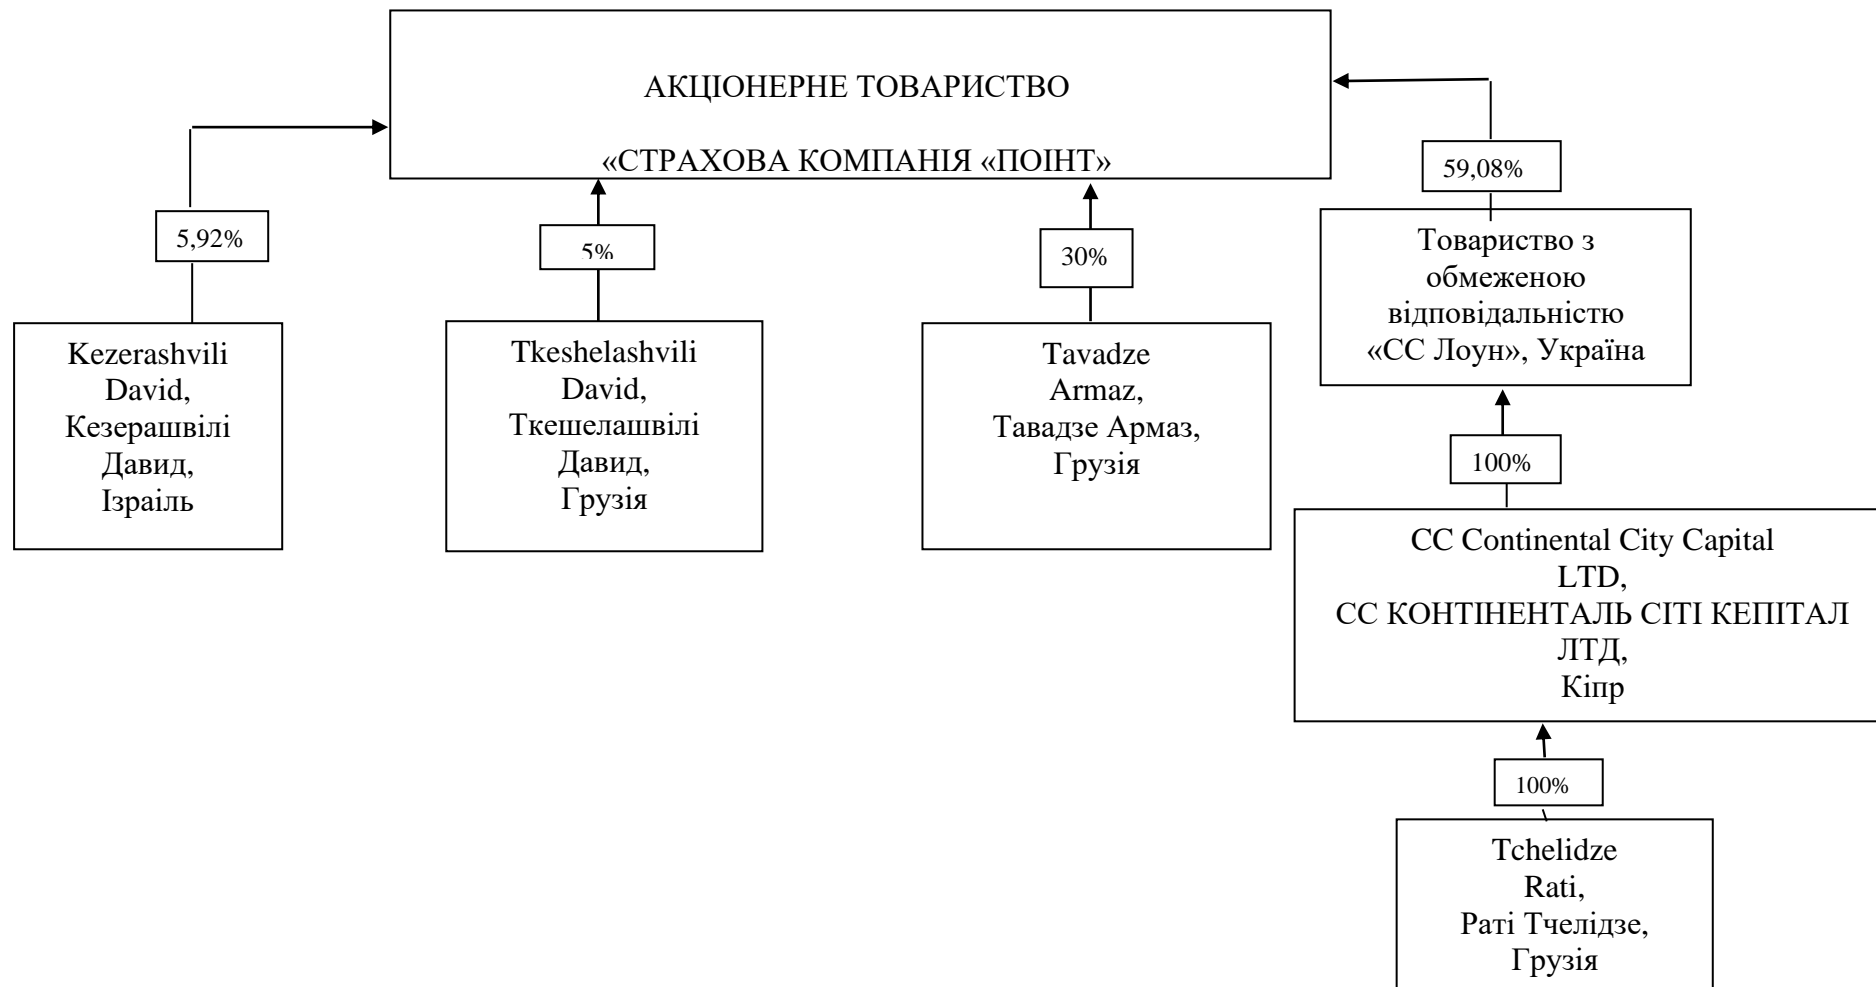 АКЦІОНЕРНЕ ТОВАРИСТВО
«СТРАХОВА КОМПАНІЯ «ПОІНТ»
5,92%
5%
30%
59,08%
Kezerashvili
David,
Кезерашвілі
Давид,
Ізраіль
Tkeshelashvili
David,
Ткешелашвілі
Давид,
Грузія
Tavadze
Armaz,
Тавадзе Армаз,
Грузія
Товариство з
обмеженою
відповідальністю
«СС Лоун», Україна
100%
CC Continental City Capital
LTD,
СС КОНТІНЕНТАЛЬ СІТІ КЕПІТАЛ
ЛТД,
Кіпр
100%
Tchelidze
Rati,
Раті Тчелідзе,
Грузія